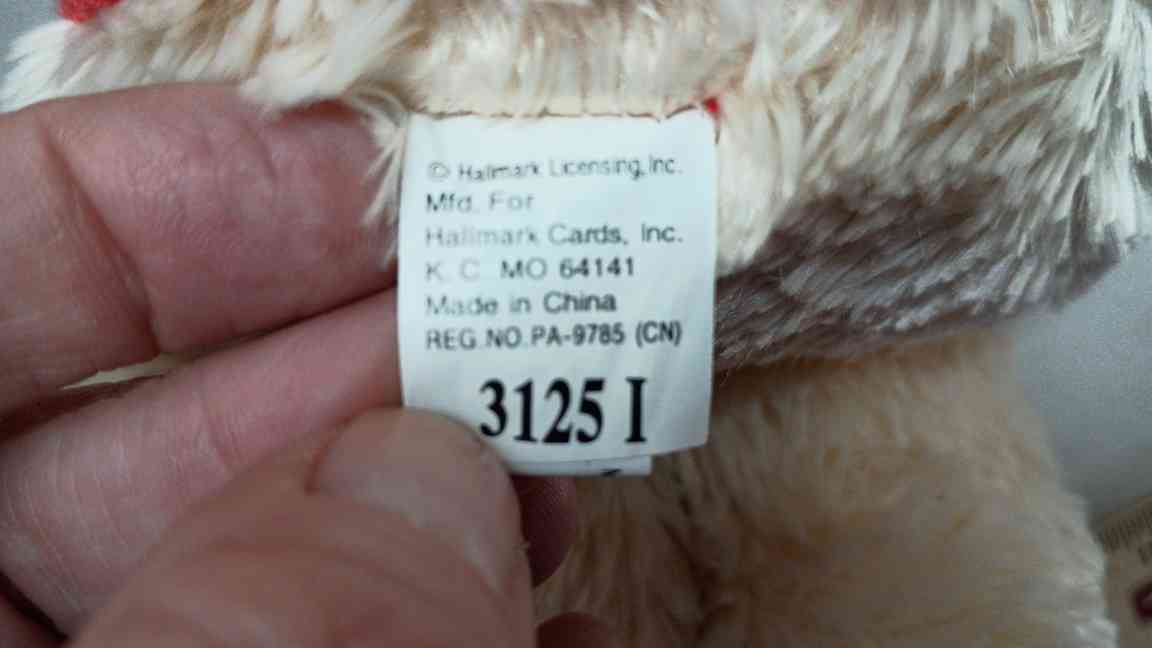 © Hallmark Licensing, Inc.
Mfd. For
Hallmark Cards, Inc.
K. C. MO 64141
Made in China
REG.NO.PA-9785 (CN)
3125 I